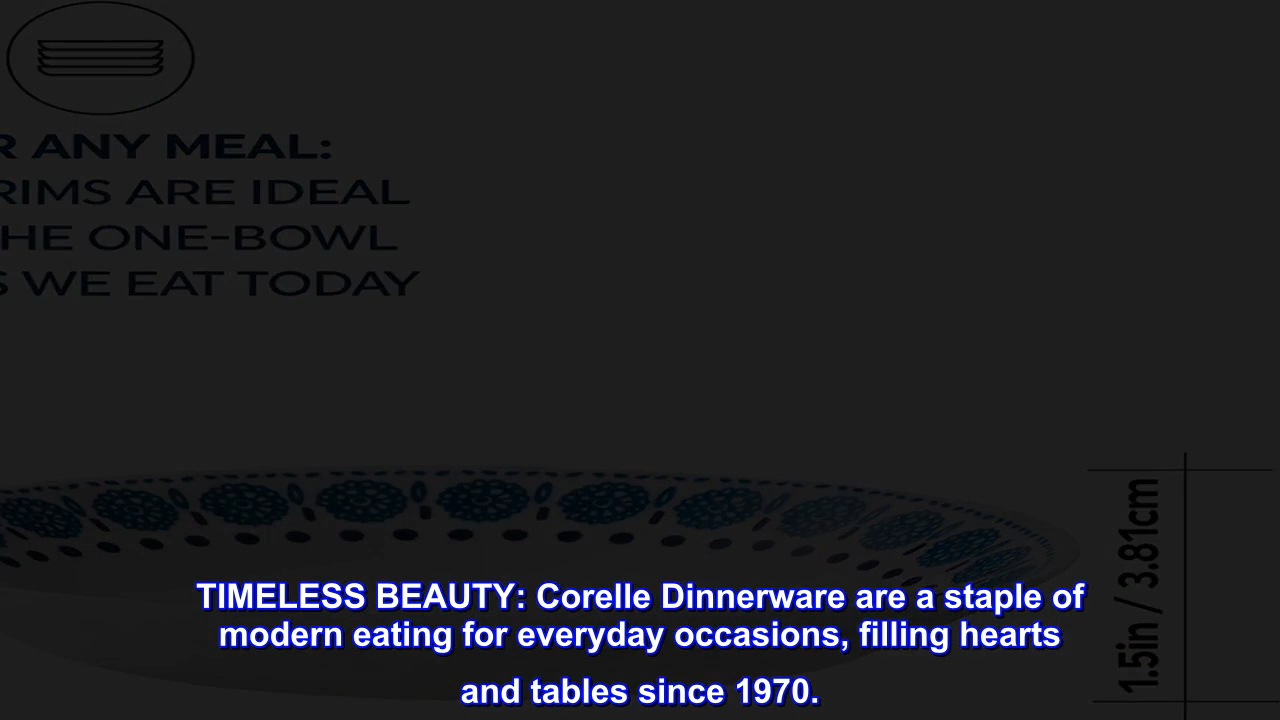 R ANY MEAL:
RIMS ARE IDEAL
HE ONE-BOWL
S WE EAT TODAY
1.5in / 3.81cm
TIMELESS BEAUTY: Corelle Dinnerware are a staple of
modern eating for everyday occasions, filling hearts
and tables since 1970.